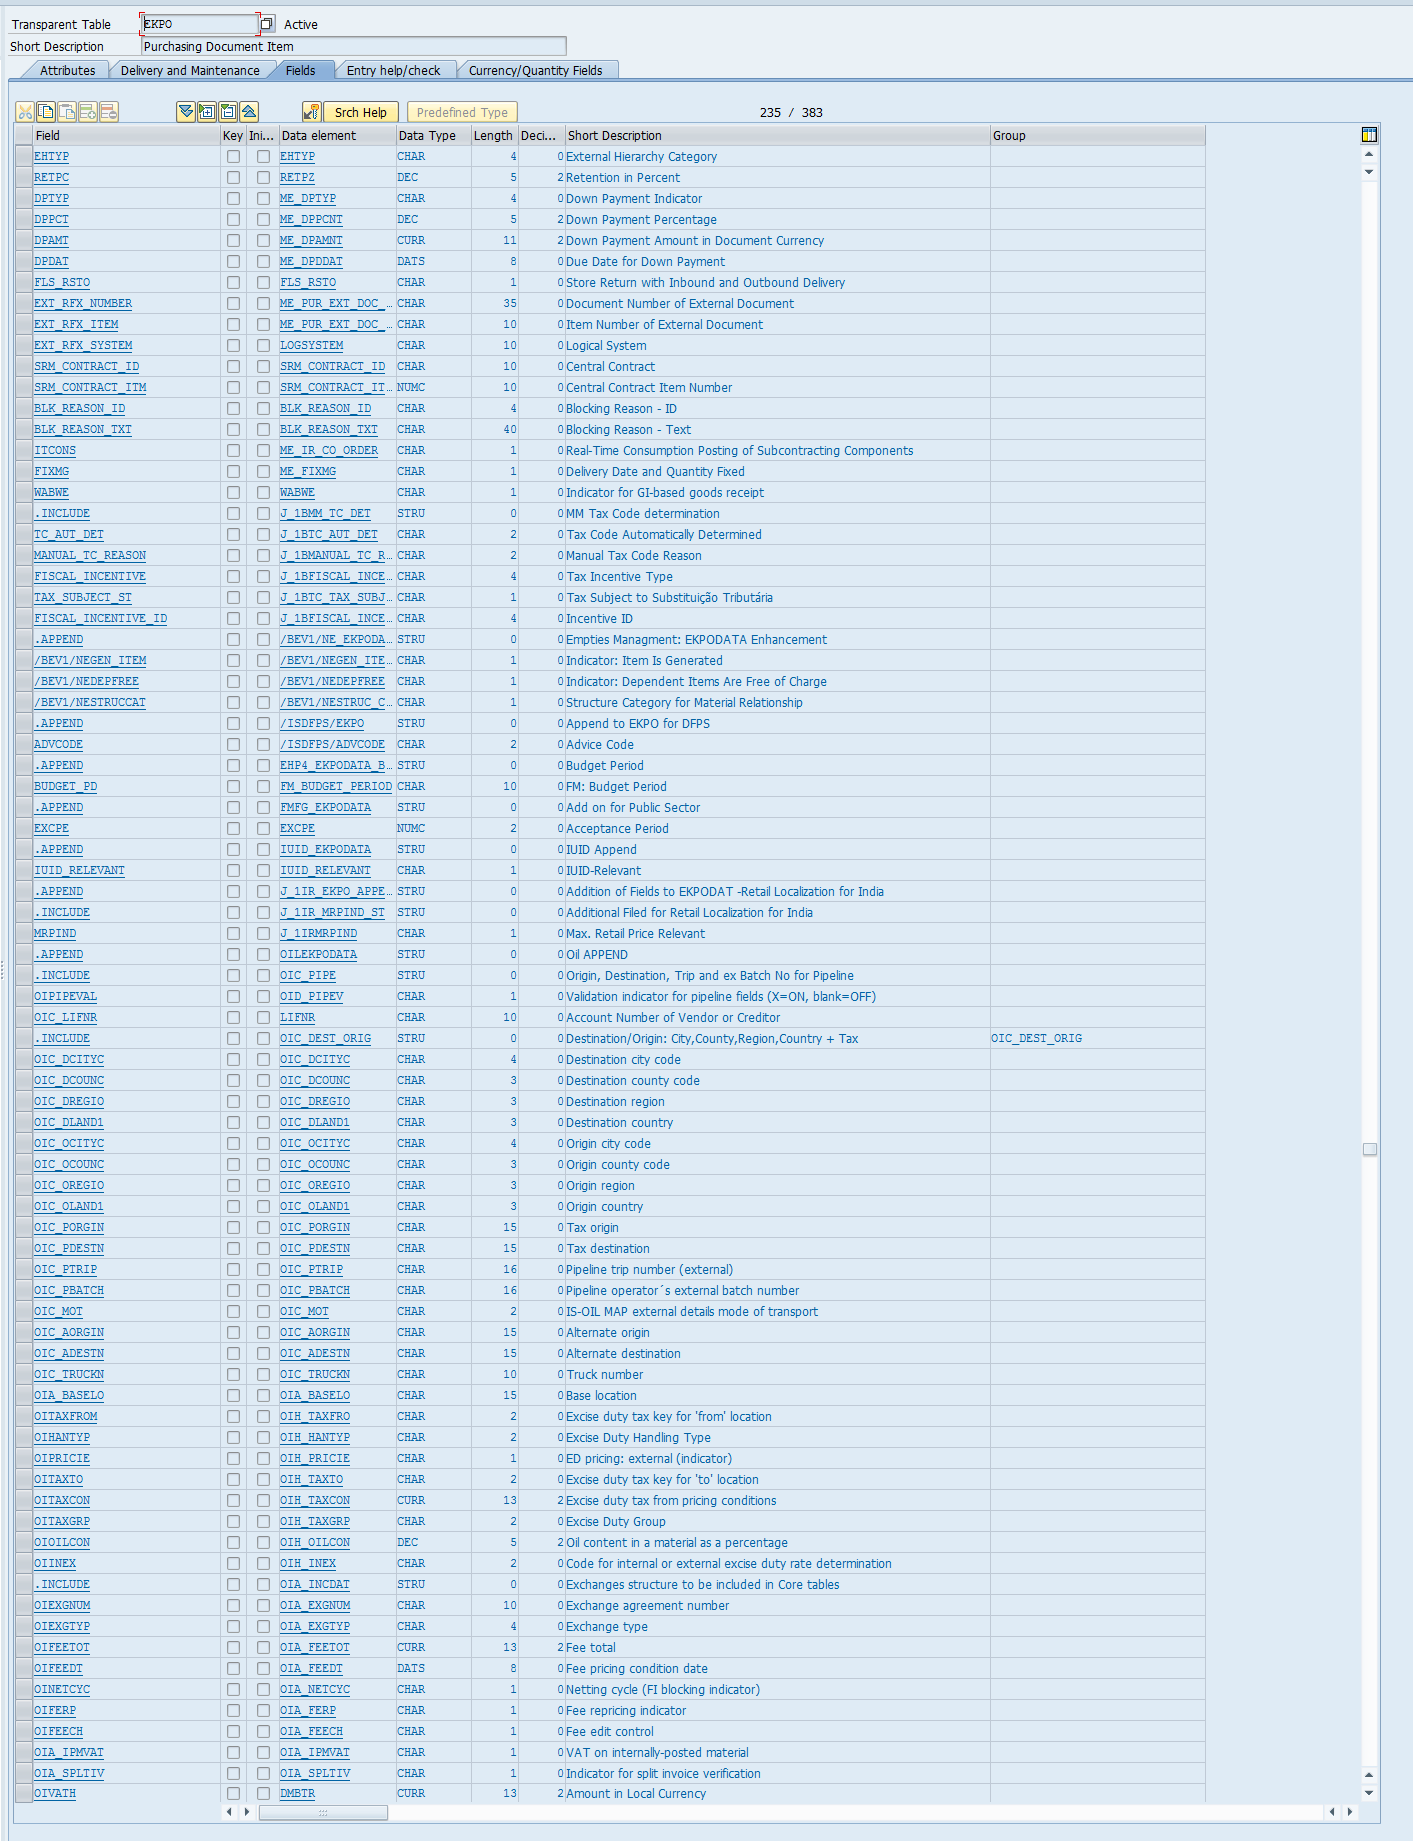 Transparent Table EKPO Active
Short Description Purchasing Document Item
Attributes Delivery and Maintenance Fields Entry help/check Currency/Quantity Fields
Srch Help Predefined Type 235 / 383
Field Key Ini... Data element Data Type Length Deci... Short Description Group
EHTYP EHTYP CHAR 4 0 External Hierarchy Category
RETPC RETPZ DEC 5 2 Retention in Percent
DPTYP ME_DPTYP CHAR 4 0 Down Payment Indicator
DPPCT ME_DPPCNT DEC 5 2 Down Payment Percentage
DPAMT ME_DPAMNT CURR 11 2 Down Payment Amount in Document Currency
DPDAT ME_DPDDAT DATS 8 0 Due Date for Down Payment
FLS_RSTO FLS_RSTO CHAR 1 0 Store Return with Inbound and Outbound Delivery
EXT_RFX_NUMBER ME_PUR_EXT_DOC_... CHAR 35 0 Document Number of External Document
EXT_RFX_ITEM ME_PUR_EXT_DOC_... CHAR 10 0 Item Number of External Document
EXT_RFX_SYSTEM LOGSYSTEM CHAR 10 0 Logical System
SRM_CONTRACT_ID SRM_CONTRACT_ID CHAR 10 0 Central Contract
SRM_CONTRACT_ITM SRM_CONTRACT_IT... NUMC 10 0 Central Contract Item Number
BLK_REASON_ID BLK_REASON_ID CHAR 4 0 Blocking Reason - ID
BLK_REASON_TXT BLK_REASON_TXT CHAR 40 0 Blocking Reason - Text
ITCONS ME_IR_CO_ORDER CHAR 1 0 Real-Time Consumption Posting of Subcontracting Components
FIXMG ME_FIXMG CHAR 1 0 Delivery Date and Quantity Fixed
WABWE WABWE CHAR 1 0 Indicator for GI-based goods receipt
.INCLUDE J_1BMM_TC_DET STRU 0 0 MM Tax Code determination
TC_AUT_DET J_1BTC_AUT_DET CHAR 2 0 Tax Code Automatically Determined
MANUAL_TC_REASON J_1BMANUAL_TC_R... CHAR 2 0 Manual Tax Code Reason
FISCAL_INCENTIVE J_1BFISCAL_INCE... CHAR 4 0 Tax Incentive Type
TAX_SUBJECT_ST J_1BTC_TAX_SUBJ... CHAR 1 0 Tax Subject to Substituição Tributária
FISCAL_INCENTIVE_ID J_1BFISCAL_INCE... CHAR 4 0 Incentive ID
.APPEND /BEV1/NE_EKPODA... STRU 0 0 Empties Managment: EKPODATA Enhancement
/BEV1/NEGEN_ITEM /BEV1/NEGEN_ITE... CHAR 1 0 Indicator: Item Is Generated
/BEV1/NEDEPFREE /BEV1/NEDEPFREE CHAR 1 0 Indicator: Dependent Items Are Free of Charge
/BEV1/NESTRUCCAT /BEV1/NESTRUC_C... CHAR 1 0 Structure Category for Material Relationship
.APPEND /ISDFPS/EKPO STRU 0 0 Append to EKPO for DFPS
ADVCODE /ISDFPS/ADVCODE CHAR 2 0 Advice Code
.APPEND EHP4_EKPODATA_B... STRU 0 0 Budget Period
BUDGET_PD FM_BUDGET_PERIOD CHAR 10 0 FM: Budget Period
.APPEND FMFG_EKPODATA STRU 0 0 Add on for Public Sector
EXCPE EXCPE NUMC 2 0 Acceptance Period
.APPEND IUID_EKPODATA STRU 0 0 IUID Append
IUID_RELEVANT IUID_RELEVANT CHAR 1 0 IUID-Relevant
.APPEND J_1IR_EKPO_APPE... STRU 0 0 Addition of Fields to EKPODAT -Retail Localization for India
.INCLUDE J_1IR_MRPIND_ST STRU 0 0 Additional Filed for Retail Localization for India
MRPIND J_1IRMRPIND CHAR 1 0 Max. Retail Price Relevant
.APPEND OILEKPODATA STRU 0 0 Oil APPEND
.INCLUDE OIC_PIPE STRU 0 0 Origin, Destination, Trip and ex Batch No for Pipeline
OIPIPEVAL OID_PIPEV CHAR 1 0 Validation indicator for pipeline fields (X=ON, blank=OFF)
OIC_LIFNR LIFNR CHAR 10 0 Account Number of Vendor or Creditor
.INCLUDE OIC_DEST_ORIG STRU 0 0 Destination/Origin: City,County,Region,Country + Tax OIC_DEST_ORIG
OIC_DCITYC OIC_DCITYC CHAR 4 0 Destination city code
OIC_DCOUNC OIC_DCOUNC CHAR 3 0 Destination county code
OIC_DREGIO OIC_DREGIO CHAR 3 0 Destination region
OIC_DLAND1 OIC_DLAND1 CHAR 3 0 Destination country
OIC_OCITYC OIC_OCITYC CHAR 4 0 Origin city code
OIC_OCOUNC OIC_OCOUNC CHAR 3 0 Origin county code
OIC_OREGIO OIC_OREGIO CHAR 3 0 Origin region
OIC_OLAND1 OIC_OLAND1 CHAR 3 0 Origin country
OIC_PORGIN OIC_PORGIN CHAR 15 0 Tax origin
OIC_PDESTN OIC_PDESTN CHAR 15 0 Tax destination
OIC_PTRIP OIC_PTRIP CHAR 16 0 Pipeline trip number (external)
OIC_PBATCH OIC_PBATCH CHAR 16 0 Pipeline operator´s external batch number
OIC_MOT OIC_MOT CHAR 2 0 IS-OIL MAP external details mode of transport
OIC_AORGIN OIC_AORGIN CHAR 15 0 Alternate origin
OIC_ADESTN OIC_ADESTN CHAR 15 0 Alternate destination
OIC_TRUCKN OIC_TRUCKN CHAR 10 0 Truck number
OIA_BASELO OIA_BASELO CHAR 15 0 Base location
OITAXFROM OIH_TAXFRO CHAR 2 0 Excise duty tax key for 'from' location
OIHANTYP OIH_HANTYP CHAR 2 0 Excise Duty Handling Type
OIPRICIE OIH_PRICIE CHAR 1 0 ED pricing: external (indicator)
OITAXTO OIH_TAXTO CHAR 2 0 Excise duty tax key for 'to' location
OITAXCON OIH_TAXCON CURR 13 2 Excise duty tax from pricing conditions
OITAXGRP OIH_TAXGRP CHAR 2 0 Excise Duty Group
OIOILCON OIH_OILCON DEC 5 2 Oil content in a material as a percentage
OIINEX OIH_INEX CHAR 2 0 Code for internal or external excise duty rate determination
.INCLUDE OIA_INCDAT STRU 0 0 Exchanges structure to be included in Core tables
OIEXGNUM OIA_EXGNUM CHAR 10 0 Exchange agreement number
OIEXGTYP OIA_EXGTYP CHAR 4 0 Exchange type
OIFEETOT OIA_FEETOT CURR 13 2 Fee total
OIFEEDT OIA_FEEDT DATS 8 0 Fee pricing condition date
OINETCYC OIA_NETCYC CHAR 1 0 Netting cycle (FI blocking indicator)
OIFERP OIA_FERP CHAR 1 0 Fee repricing indicator
OIFEECH OIA_FEECH CHAR 1 0 Fee edit control
OIA_IPMVAT OIA_IPMVAT CHAR 1 0 VAT on internally-posted material
OIA_SPLTIV OIA_SPLTIV CHAR 1 0 Indicator for split invoice verification
OIVATH DMBTR CURR 13 2 Amount in Local Currency